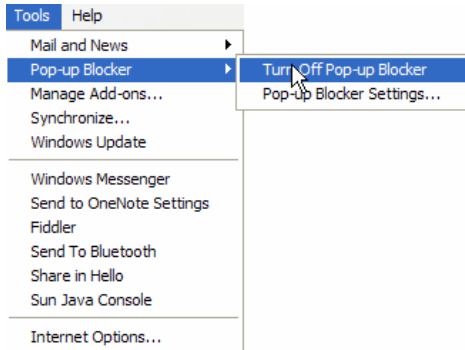 Tools Help
Mail and News
Pop-up Blocker
Turn Off Pop-up Blocker
Manage Add-ons...
Pop-up Blocker Settings...
Synchronize...
Windows Update
Windows Messenger
Send to OneNote Settings
Fiddler
Send To Bluetooth
Share in Hello
Sun Java Console
Internet Options...